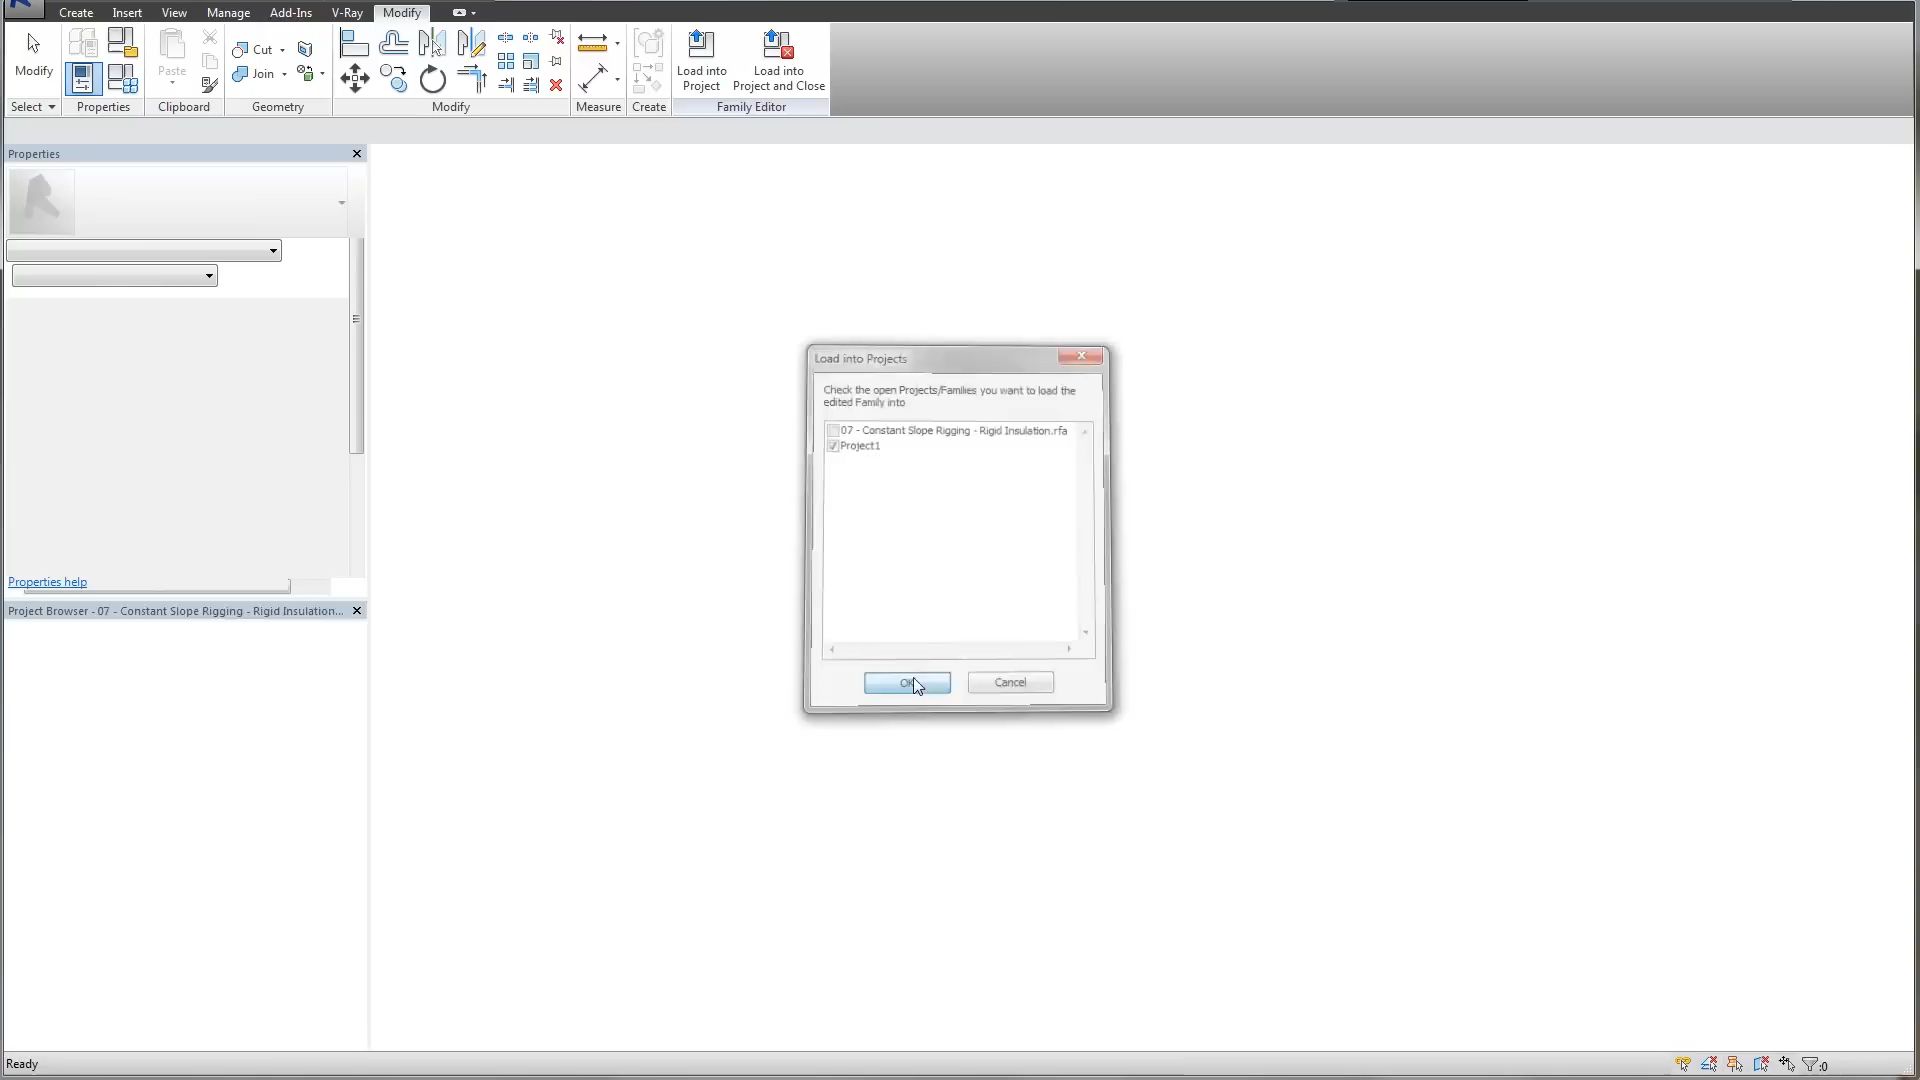 Create Insert View Manage Add-Ins V-Ray Modify
Modify
Paste
Cut
Join
Load into
Project
Load into
Project and Close
Select Properties Clipboard Geometry Modify Measure Create Family Editor
Properties
Properties help
Project Browser - 07 - Constant Slope Rigging - Rigid Insulation...
Load into Projects
Check the open Projects/Families you want to load the
edited Family into
07 - Constant Slope Rigging - Rigid Insulation.rfa
Project1
OK Cancel
Ready
:0